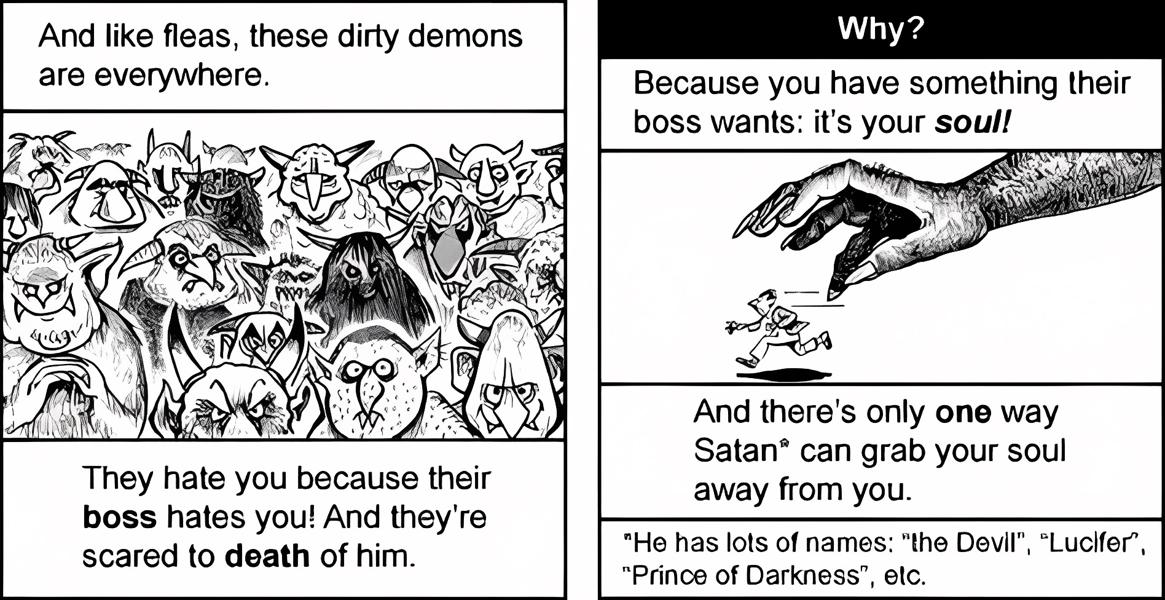 And like fleas, these dirty demons
are everywhere.
They hate you because their
boss hates you! And they're
scared to death of him.
Why?
Because you have something their
boss wants: it's your soul!
And there's only one way
Satan* can grab your soul
away from you.
*He has lots of names: "the Devil", "Lucifer",
"Prince of Darkness", etc.